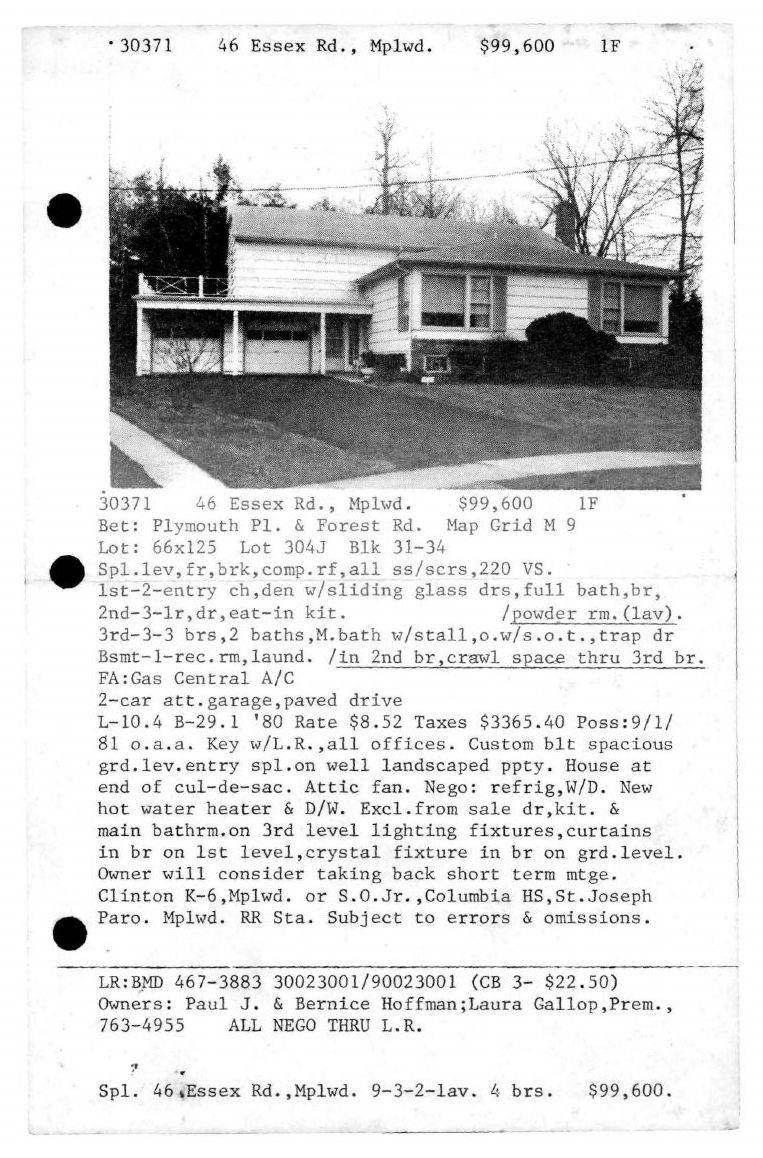 30371 46 Essex Rd., Mplwd. $99,600 1F
30371 46 Essex Rd., Mplwd. $99,600 1F
Bet: Plymouth Pl. & Forest Rd. Map Grid M 9
Lot: 66x125 Lot 304J Blk 31-34
Spl.lev,fr,brk,comp.rf,all ss/scrs,220 VS.
1st-2-entry ch,den w/sliding glass drs,full bath,br,
2nd-3-lr,dr,eat-in kit. /powder rm.(lav).
3rd-3-3 brs,2 baths,M.bath w/stall,o.w/s.o.t.,trap dr
Bsmt-1-rec.rm,laund. /in 2nd br,crawl space thru 3rd br.
FA:Gas Central A/C
2-car att.garage,paved drive
L-10.4 B-29.1 '80 Rate $8.52 Taxes $3365.40 Poss:9/1/
81 o.a.a. Key w/L.R.,all offices. Custom blt spacious
grd.lev.entry spl.on well landscaped ppty. House at
end of cul-de-sac. Attic fan. Nego: refrig,W/D. New
hot water heater & D/W. Excl.from sale dr,kit. &
main bathrm.on 3rd level lighting fixtures,curtains
in br on 1st level,crystal fixture in br on grd.level.
Owner will consider taking back short term mtge.
Clinton K-6,Mplwd. or S.O.Jr.,Columbia HS,St.Joseph
Paro. Mplwd. RR Sta. Subject to errors & omissions.
LR:BMD 467-3883 30023001/90023001 (CB 3- $22.50)
Owners: Paul J. & Bernice Hoffman;Laura Gallop,Prem.,
763-4955 ALL NEGO THRU L.R.
Spl. 46 Essex Rd.,Mplwd. 9-3-2-lav. 4 brs. $99,600.